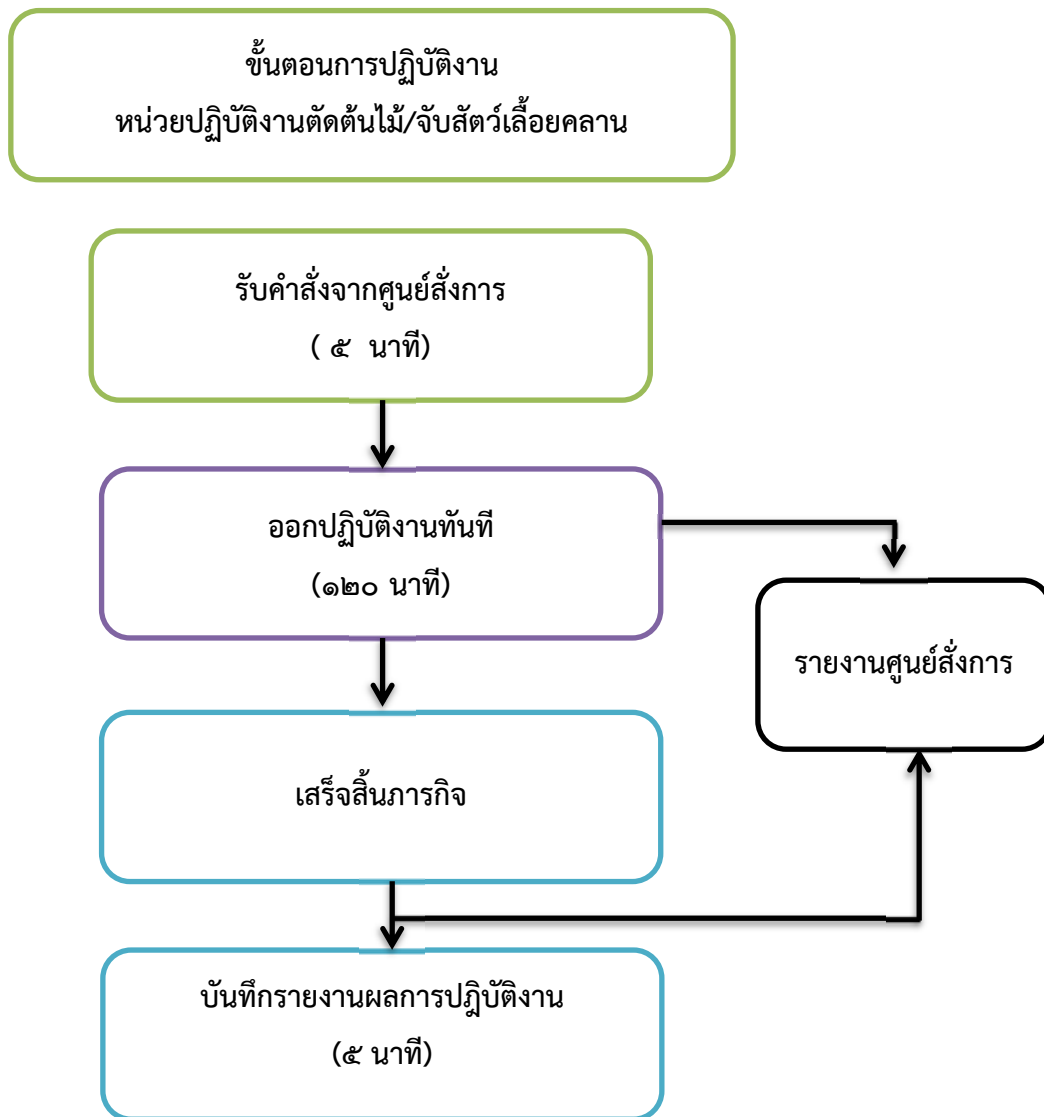 ขั้นตอนการปฏิบัติงาน
หน่วยปฏิบัติงานตัดต้นไม้/จับสัตว์เลื้อยคลาน
รับคำสั่งจากศูนย์สั่งการ
( ๕ นาที)
ออกปฏิบัติงานทันที
(๑๒๐ นาที)
รายงานศูนย์สั่งการ
เสร็จสิ้นภารกิจ
บันทึกรายงานผลการปฎิบัติงาน
(๕ นาที)